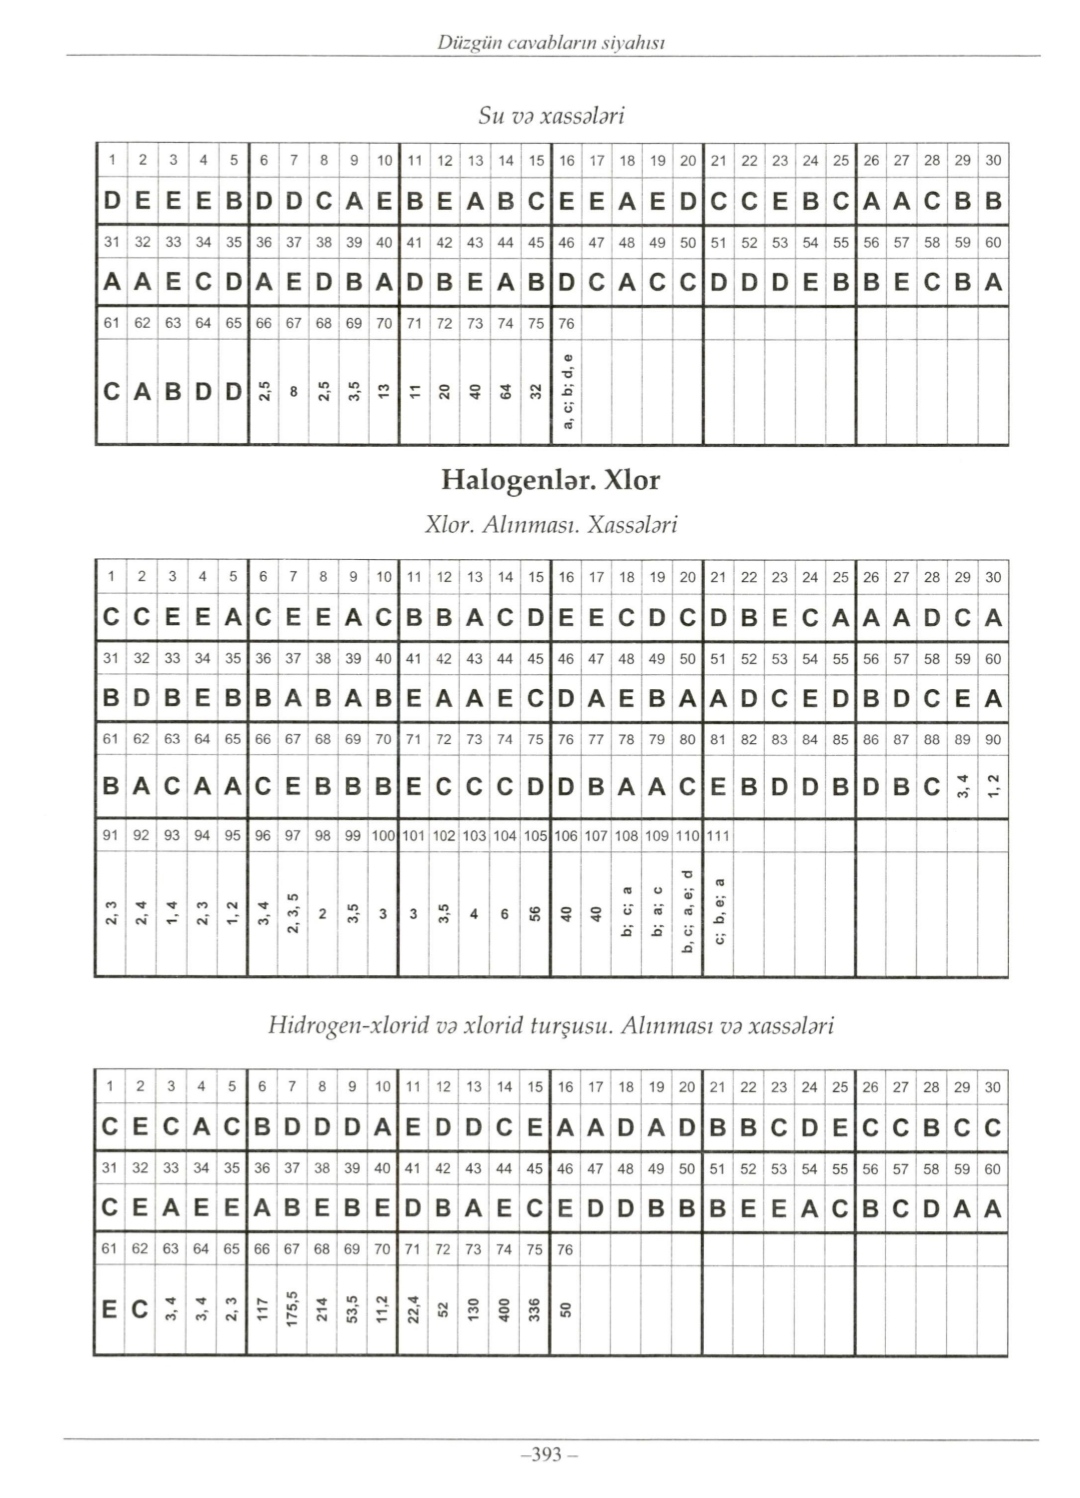 Düzgün cavabların siyahısı
Su və xassələri
1 2 3 4 5 6 7 8 9 10 11 12 13 14 15 16 17 18 19 20 21 22 23 24 25 26 27 28 29 30
D E E E B D D C A E B E A B C E E A E D C C E B C A A C B B
31 32 33 34 35 36 37 38 39 40 41 42 43 44 45 46 47 48 49 50 51 52 53 54 55 56 57 58 59 60
A A E C D A E D B A D B E A B D C A C C D D D E B B E C B A
61 62 63 64 65 66 67 68 69 70 71 72 73 74 75 76
C A B D D 2,5 8 2,5 3,5 13 11 20 40 64 32 a, c; b; d, e
Halogenlər. Xlor
Xlor. Alınması. Xassələri
1 2 3 4 5 6 7 8 9 10 11 12 13 14 15 16 17 18 19 20 21 22 23 24 25 26 27 28 29 30
C C E E A C E E A C B B A C D E E C D C D B E C A A A D C A
31 32 33 34 35 36 37 38 39 40 41 42 43 44 45 46 47 48 49 50 51 52 53 54 55 56 57 58 59 60
B D B E B B A B A B E A A E C D A E B A A D C E D B D C E A
61 62 63 64 65 66 67 68 69 70 71 72 73 74 75 76 77 78 79 80 81 82 83 84 85 86 87 88 89 90
B A C A A C E B B B E C C C D D B A A C E B D D B D B C 3, 4 1, 2
91 92 93 94 95 96 97 98 99 100 101 102 103 104 105 106 107 108 109 110 111
2, 3 2, 4 1, 4 2, 3 1, 2 3, 4 2, 3, 5 2 3,5 3 3 3,5 4 6 56 40 40 b; c; a b; a; c b, c; a, e; d c; b, e; a
Hidrogen-xlorid və xlorid turşusu. Alınması və xassələri
1 2 3 4 5 6 7 8 9 10 11 12 13 14 15 16 17 18 19 20 21 22 23 24 25 26 27 28 29 30
C E C A C B D D D A E D D C E A A D A D B B C D E C C B C C
31 32 33 34 35 36 37 38 39 40 41 42 43 44 45 46 47 48 49 50 51 52 53 54 55 56 57 58 59 60
C E A E E A B E B E D B A E C E D D B B B E E A C B C D A A
61 62 63 64 65 66 67 68 69 70 71 72 73 74 75 76
E C 3, 4 3, 4 2, 3 117 175,5 214 53,5 11,2 22,4 52 130 400 336 50
–393 –